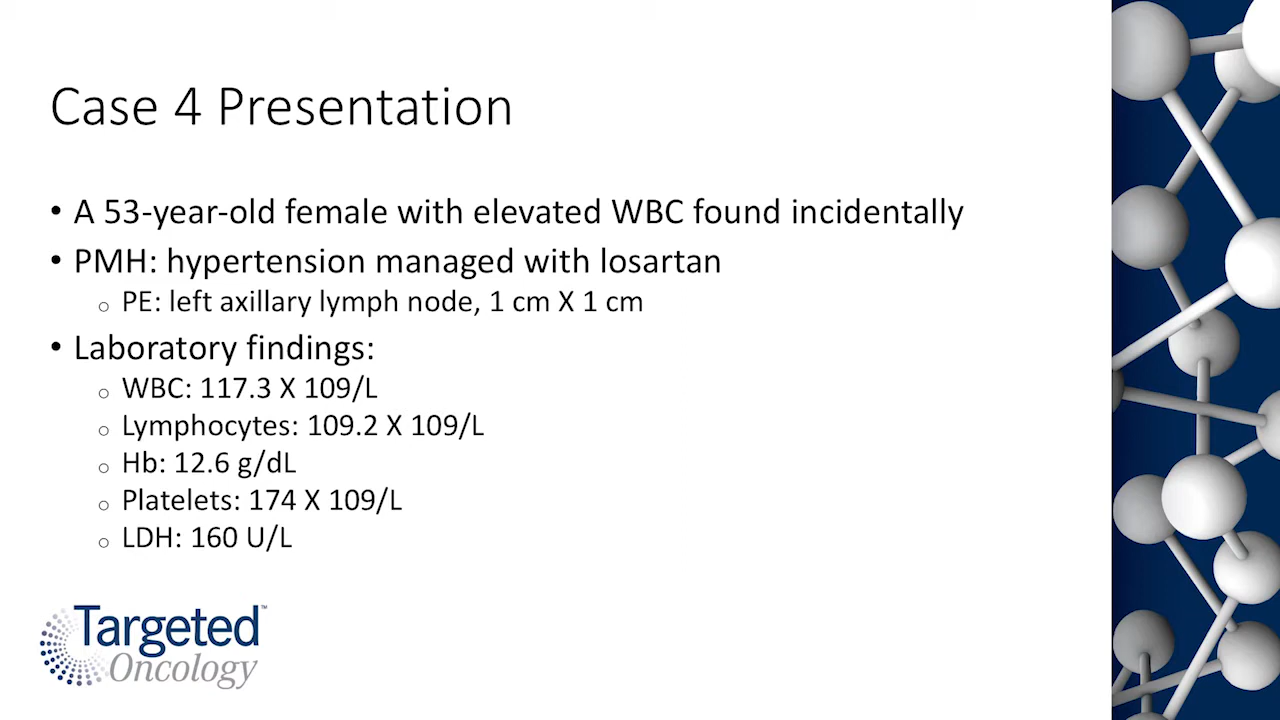 Case 4 Presentation
• A 53-year-old female with elevated WBC found incidentally
• PMH: hypertension managed with losartan
o PE: left axillary lymph node, 1 cm X 1 cm
• Laboratory findings:
o WBC: 117.3 X 109/L
o Lymphocytes: 109.2 X 109/L
o Hb: 12.6 g/dL
o Platelets: 174 X 109/L
o LDH: 160 U/L
Targeted™
Oncology